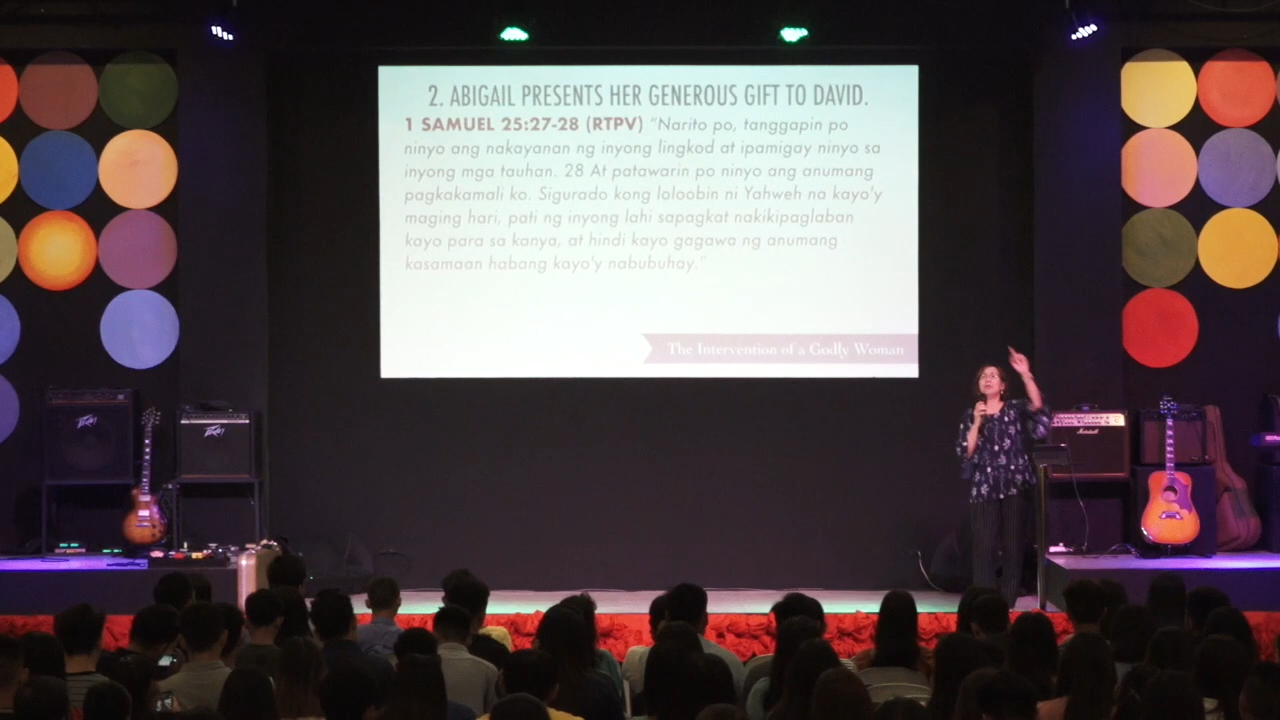 2. ABIGAIL PRESENTS HER GENEROUS GIFT TO DAVID.
1 SAMUEL 25:27-28 (RTPV) “Narito po, tanggapin po
ninyo ang nakayanan ng inyong lingkod at ipamigay ninyo sa
inyong mga tauhan. 28 At patawarin po ninyo ang anumang
pagkakamali ko. Sigurado kong loloobin ni Yahweh na kayo'y
maging hari, pati ng inyong lahi sapagkat nakikipaglaban
kayo para sa kanya, at hindi kayo gagawa ng anumang
kasamaan habang kayo'y nabubuhay.”
The Intervention of a Godly Woman
PEAVEY
PEAVEY
Marshall